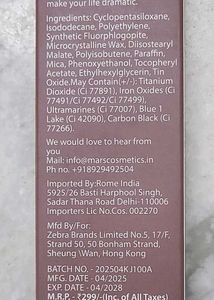 make your life dramatic.
Ingredients: Cyclopentasiloxane,
Isododecane, Polyethylene,
Synthetic Fluorphlogopite,
Microcrystalline Wax, Diisostearyl
Malate, Polyisobutene, Paraffin,
Mica, Phenoxyethanol, Tocopheryl
Acetate, Ethylhexylglycerin, Tin
Oxide.May Contain(+/-): Titanium
Dioxide (Ci 77891), Iron Oxides (Ci
77491/Ci 77492/Ci 77499),
Ultramarines (Ci 77007), Blue 1
Lake (Ci 42090), Carbon Black (Ci
77266).
We would love to hear from
you
Mail at:
info@marscosmetics.in
Ph no. +918929492504
Imported By:Rome India
5925/26 Basti Harphool Singh,
Sadar Thana Road Delhi-110006
Importers Lic No.Cos. 002270
Mfd By/For:
Zebra Brands Limited No.5, 17/F,
Strand 50, 50 Bonham Strand,
Sheung \Wan, Hong Kong
BATCH NO. - 202504KJ100A
MFG. DATE - 04/2025
EXP. DATE - 04/2028
M.R.P. - ₹299/-(Inc. of All Taxes)